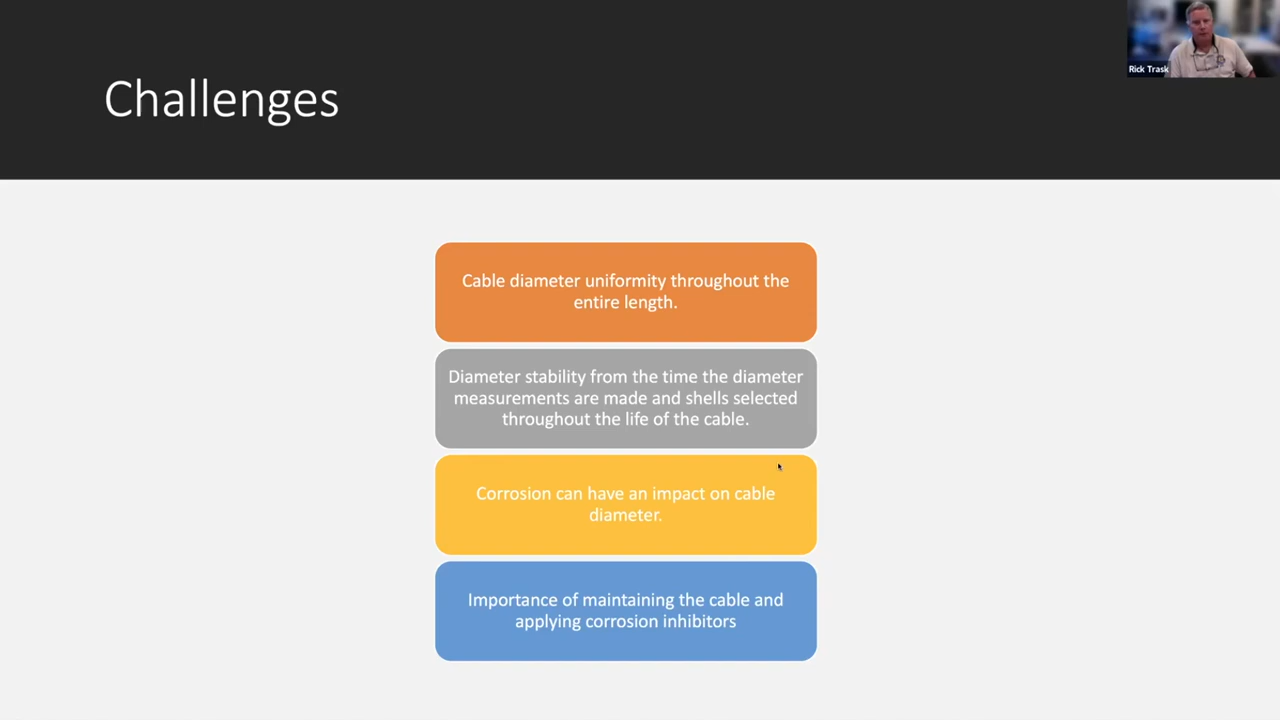 Rick Trask
Challenges
Cable diameter uniformity throughout the
entire length.
Diameter stability from the time the diameter
measurements are made and shells selected
throughout the life of the cable.
Corrosion can have an impact on cable
diameter.
Importance of maintaining the cable and
applying corrosion inhibitors